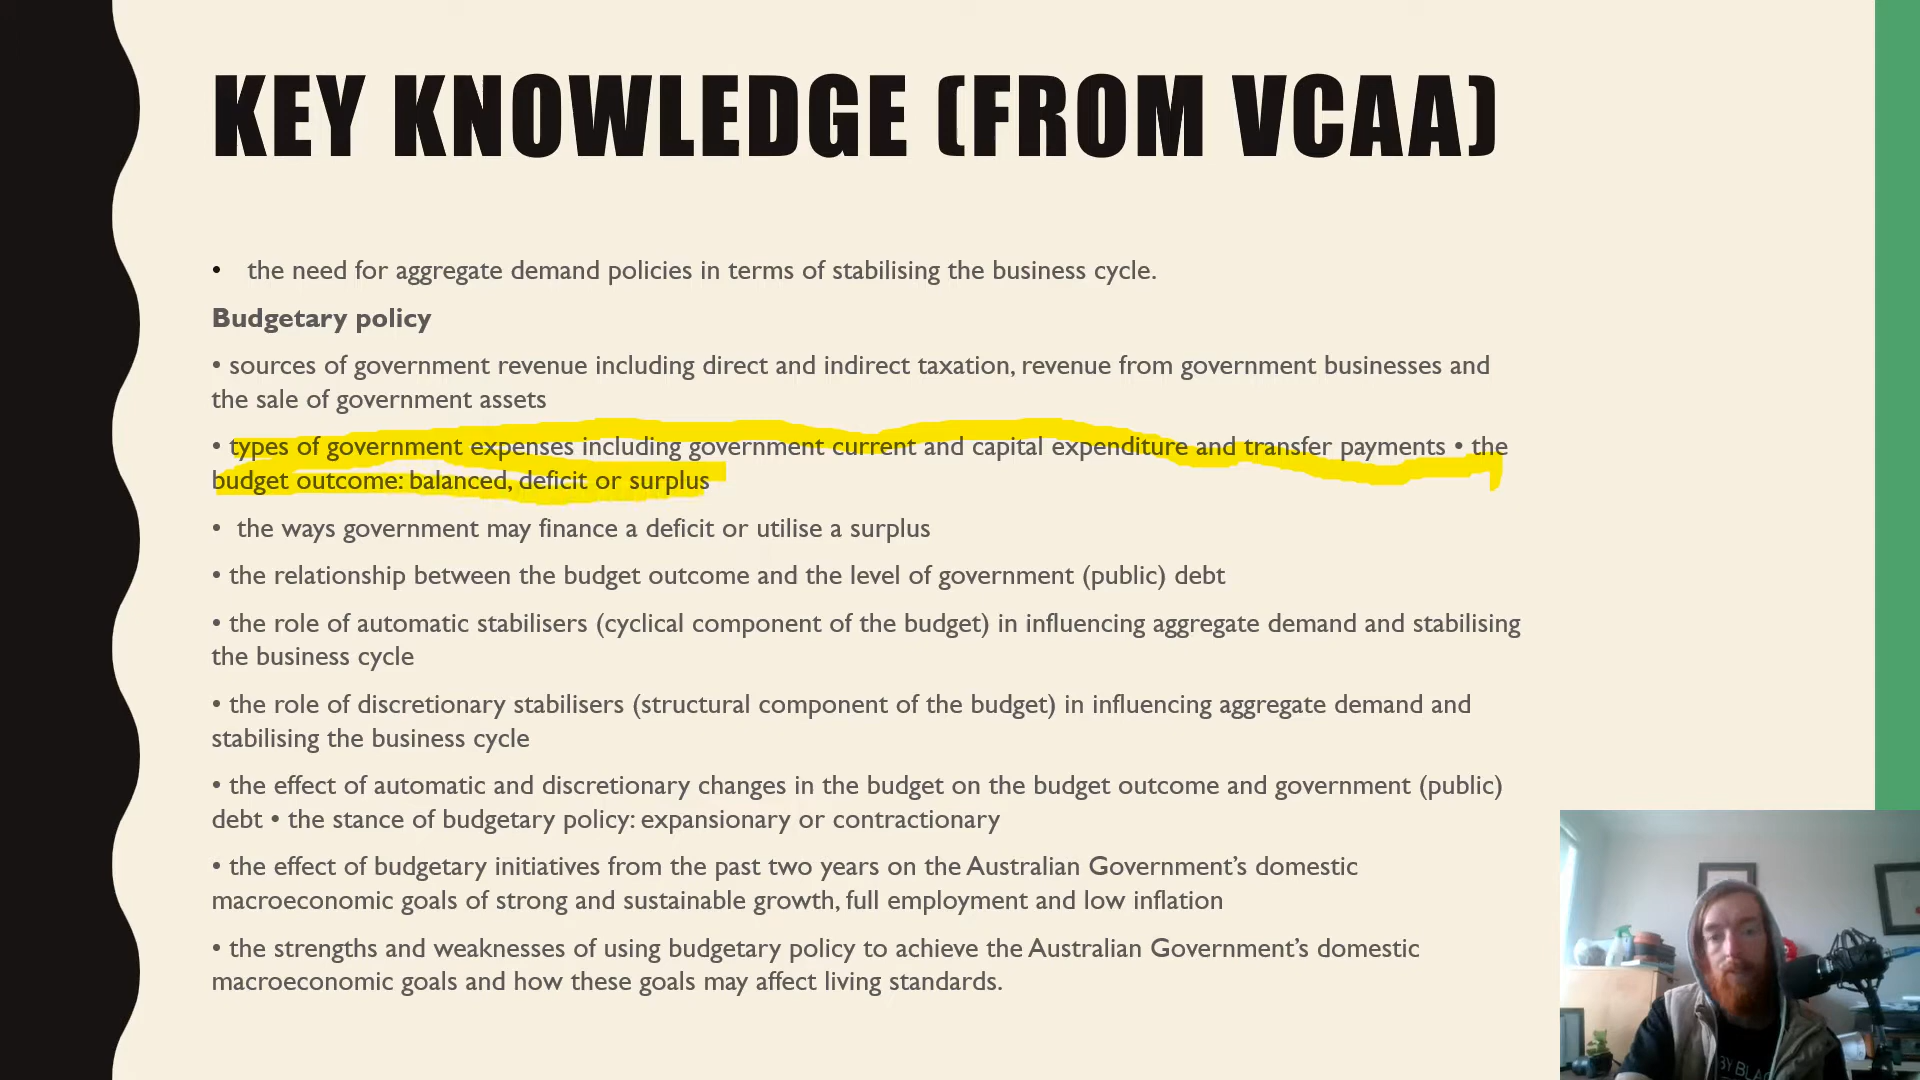 KEY KNOWLEDGE (FROM VCAA)
• the need for aggregate demand policies in terms of stabilising the business cycle.
Budgetary policy
• sources of government revenue including direct and indirect taxation, revenue from government businesses and
the sale of government assets
• types of government expenses including government current and capital expenditure and transfer payments • the
budget outcome: balanced, deficit or surplus
• the ways government may finance a deficit or utilise a surplus
• the relationship between the budget outcome and the level of government (public) debt
• the role of automatic stabilisers (cyclical component of the budget) in influencing aggregate demand and stabilising
the business cycle
• the role of discretionary stabilisers (structural component of the budget) in influencing aggregate demand and
stabilising the business cycle
• the effect of automatic and discretionary changes in the budget on the budget outcome and government (public)
debt • the stance of budgetary policy: expansionary or contractionary
• the effect of budgetary initiatives from the past two years on the Australian Government’s domestic
macroeconomic goals of strong and sustainable growth, full employment and low inflation
• the strengths and weaknesses of using budgetary policy to achieve the Australian Government’s domestic
macroeconomic goals and how these goals may affect living standards.